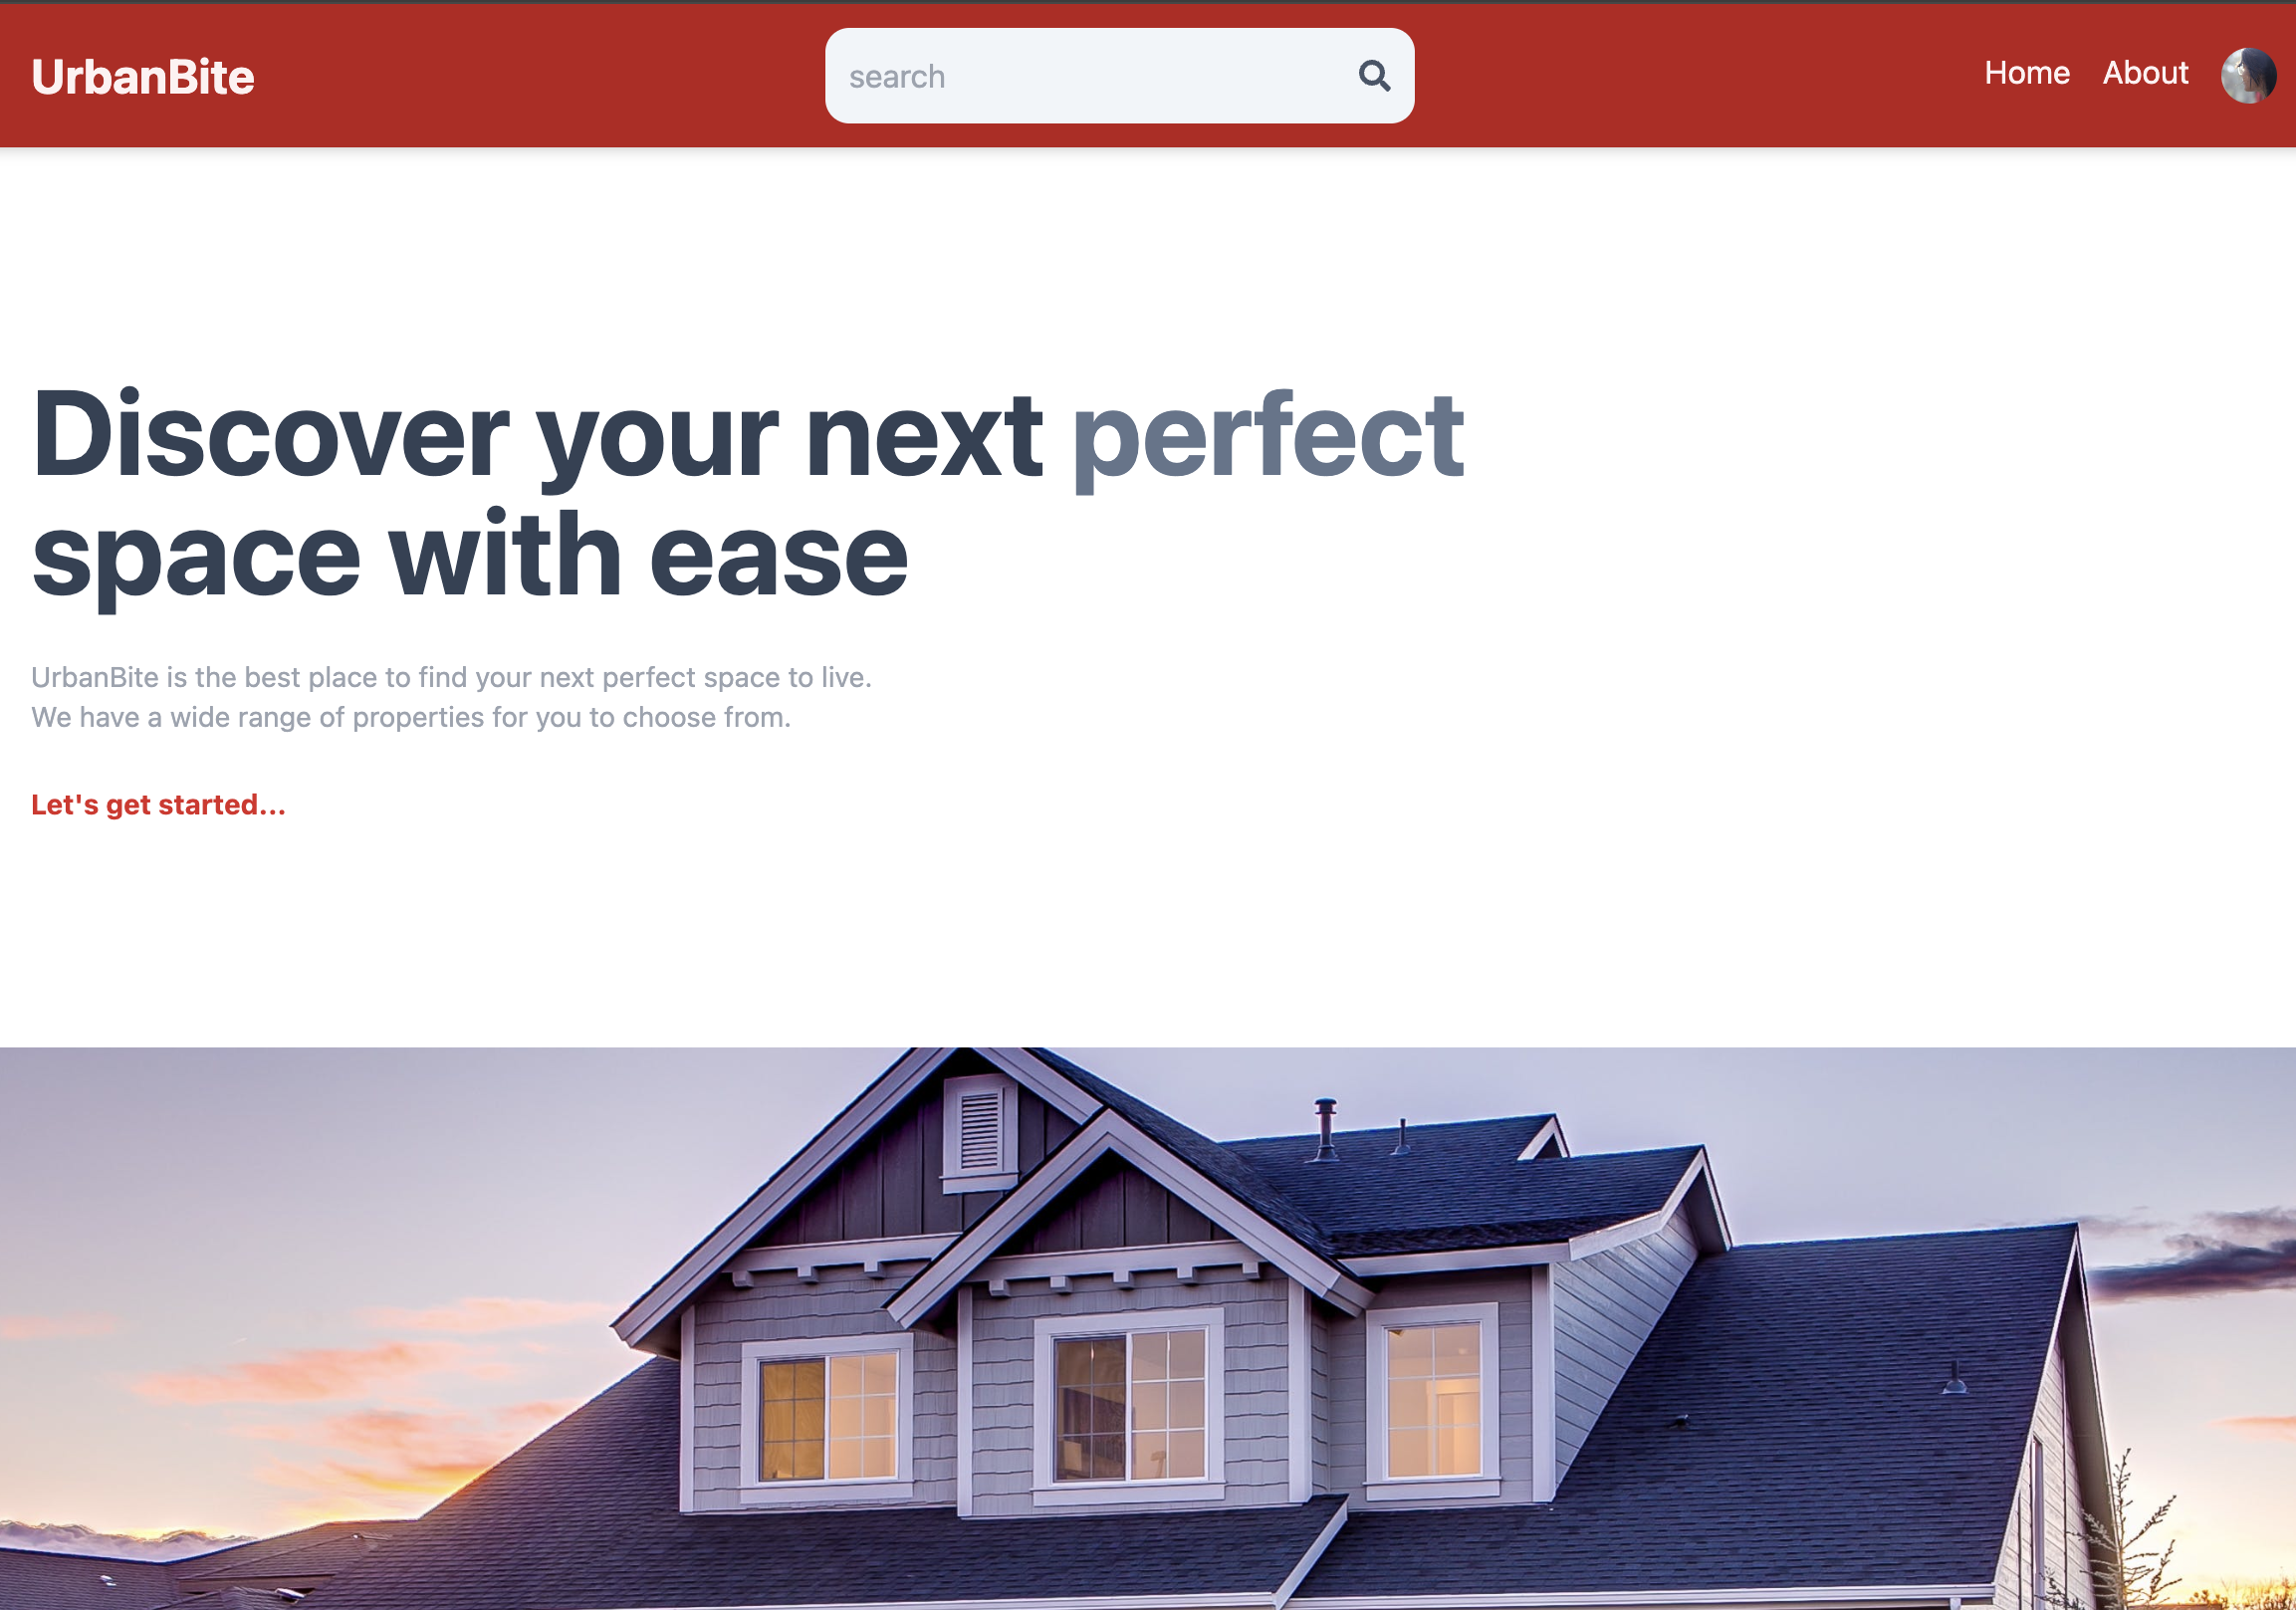 UrbanBite
search
Home
About
Discover your next perfect
space with ease
UrbanBite is the best place to find your next perfect space to live.
We have a wide range of properties for you to choose from.
Let's get started...